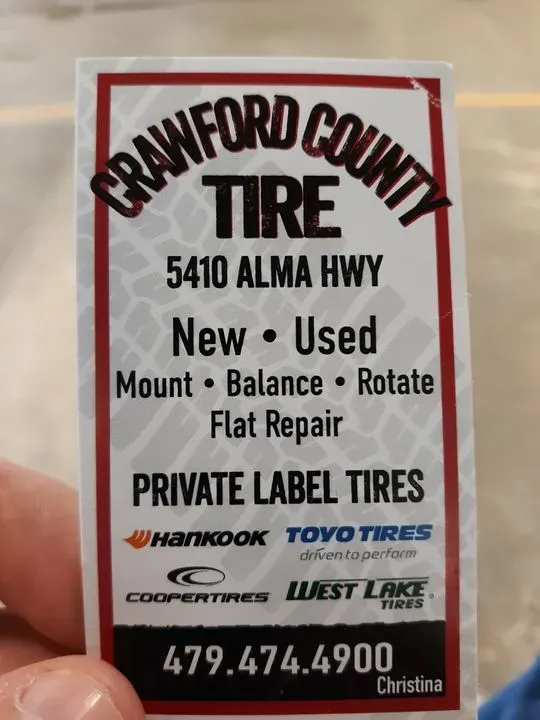 CRAWFORD COUNTY
TIRE
5410 ALMA HWY
New • Used
Mount • Balance • Rotate
Flat Repair
PRIVATE LABEL TIRES
HANKOOK TOYO TIRES
driven to perform
COOPERTIRES WEST LAKE
TIRES®
479.474.4900
Christina